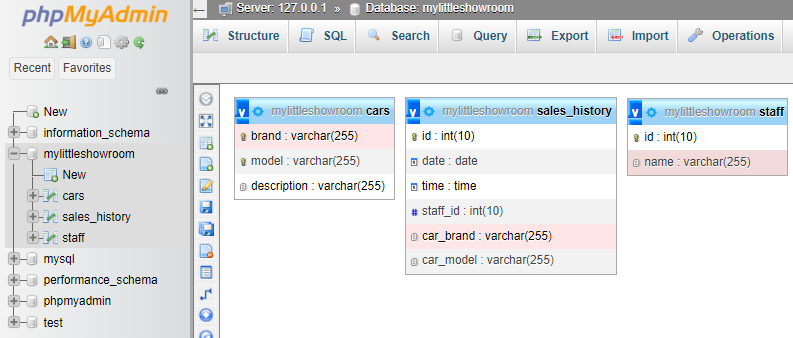 phpMyAdmin
Recent Favorites
New
information_schema
mylittleshowroom
New
cars
sales_history
staff
mysql
performance_schema
phpmyadmin
test
Server: 127.0.0.1 » Database: mylittleshowroom
Structure SQL Search Query Export Import Operations
v mylittleshowroom cars
brand : varchar(255)
model : varchar(255)
description : varchar(255)
v mylittleshowroom sales_history
id : int(10)
date : date
time : time
# staff_id : int(10)
car_brand : varchar(255)
car_model : varchar(255)
v mylittleshowroom staff
id : int(10)
name : varchar(255)